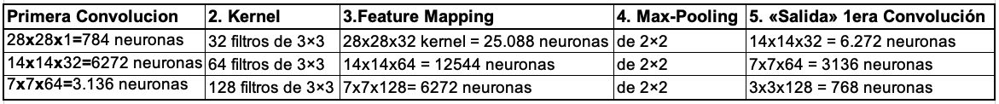 Primera Convolucion 2. Kernel 3.Feature Mapping 4. Max-Pooling 5. «Salida» 1era Convolución
28x28x1=784 neuronas 32 filtros de 3×3 28x28x32 kernel = 25.088 neuronas de 2×2 14x14x32 = 6.272 neuronas
14x14x32=6272 neuronas 64 filtros de 3×3 14x14x64 = 12544 neuronas de 2×2 7x7x64 = 3136 neuronas
7x7x64=3.136 neuronas 128 filtros de 3×3 7x7x128= 6272 neuronas de 2×2 3x3x128 = 768 neuronas